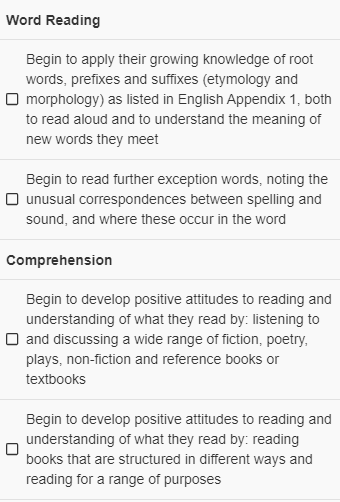 Word Reading
Begin to apply their growing knowledge of root
words, prefixes and suffixes (etymology and
morphology) as listed in English Appendix 1, both
to read aloud and to understand the meaning of
new words they meet
Begin to read further exception words, noting the
unusual correspondences between spelling and
sound, and where these occur in the word
Comprehension
Begin to develop positive attitudes to reading and
understanding of what they read by: listening to
and discussing a wide range of fiction, poetry,
plays, non-fiction and reference books or
textbooks
Begin to develop positive attitudes to reading and
understanding of what they read by: reading
books that are structured in different ways and
reading for a range of purposes